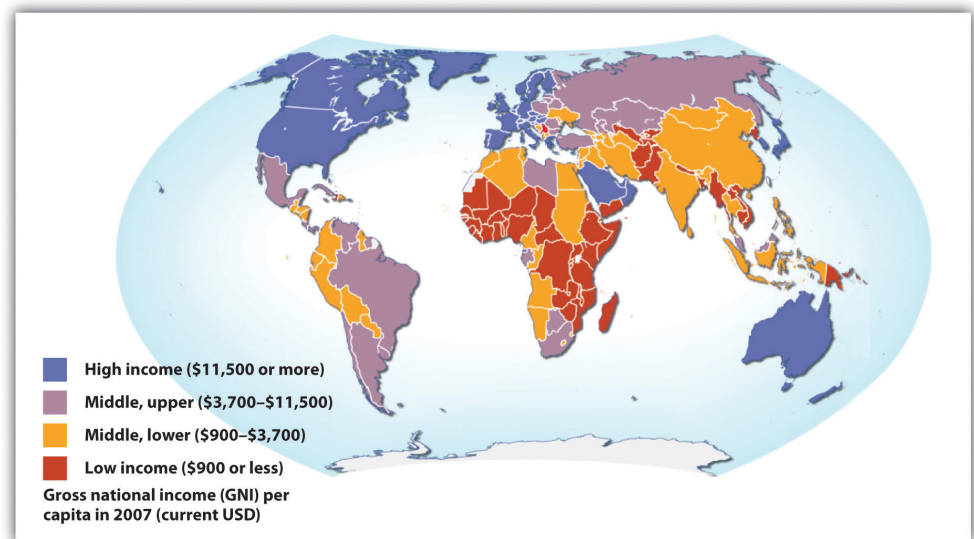 High income ($11,500 or more)
Middle, upper ($3,700–$11,500)
Middle, lower ($900–$3,700)
Low income ($900 or less)
Gross national income (GNI) per
capita in 2007 (current USD)